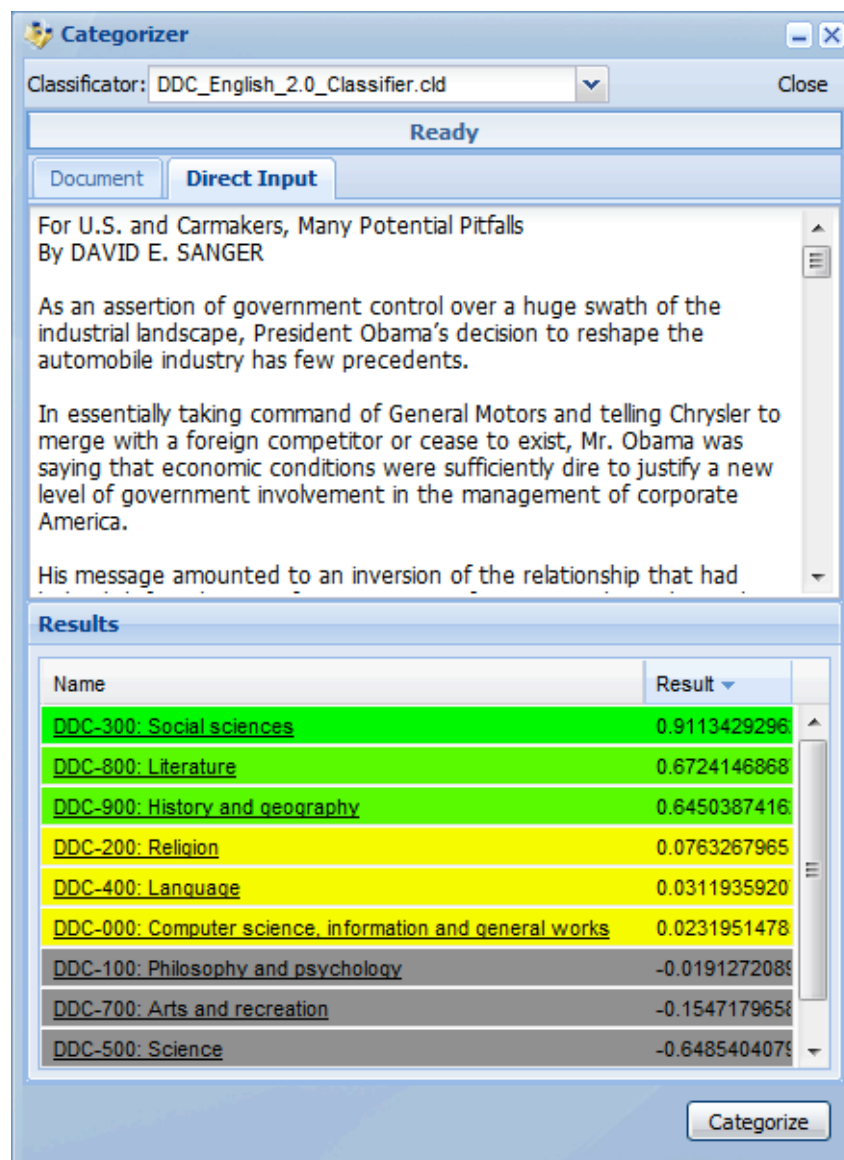 Categorizer
Classificator: DDC_English_2.0_Classifier.cld Close
Ready
Document Direct Input
For U.S. and Carmakers, Many Potential Pitfalls
By DAVID E. SANGER
As an assertion of government control over a huge swath of the
industrial landscape, President Obama's decision to reshape the
automobile industry has few precedents.
In essentially taking command of General Motors and telling Chrysler to
merge with a foreign competitor or cease to exist, Mr. Obama was
saying that economic conditions were sufficiently dire to justify a new
level of government involvement in the management of corporate
America.
His message amounted to an inversion of the relationship that had
Results
Name Result
DDC-300: Social sciences 0.9113429296
DDC-800: Literature 0.6724146868
DDC-900: History and geography 0.645038741
DDC-200: Religion 0.0763267965
DDC-400: Language 0.0311935920
DDC-000: Computer science, information and general works 0.0231951478
DDC-100: Philosophy and psychology -0.019127208
DDC-700: Arts and recreation -0.154717965
DDC-500: Science -0.648540407
Categorize